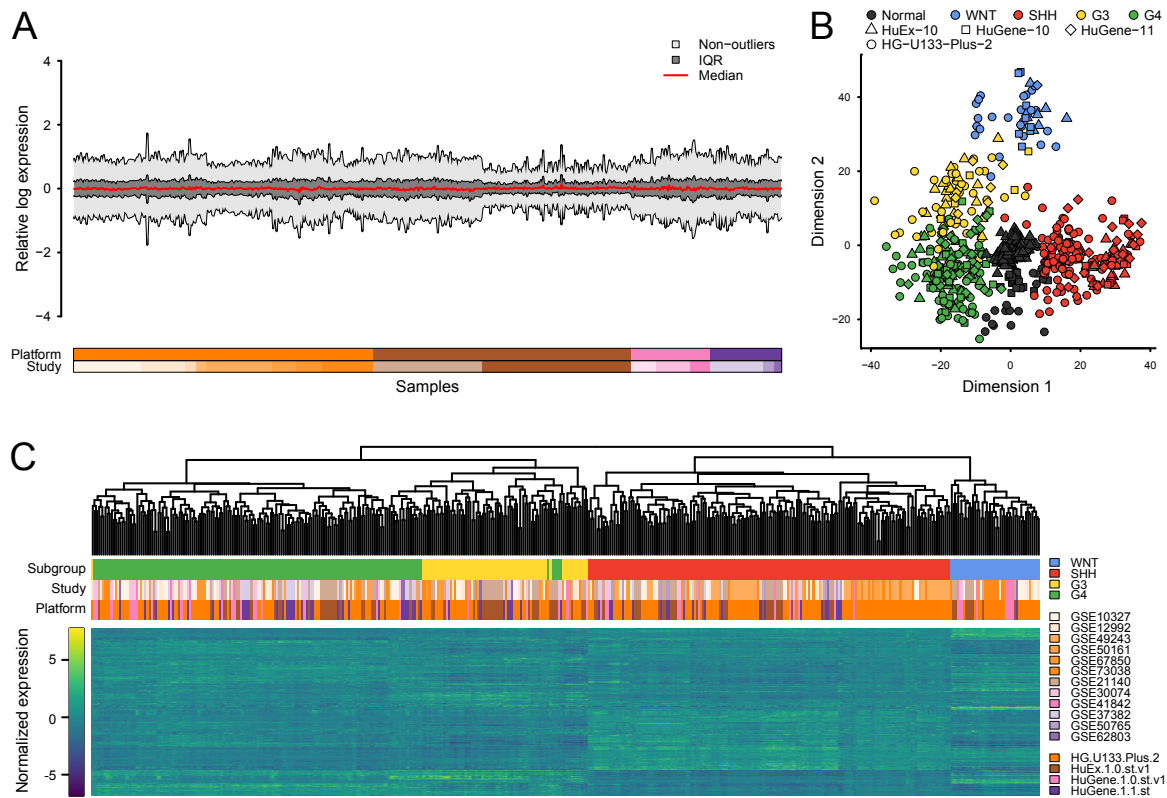 A
Non-outliers
IQR
Median
4
2
0
−2
−4
Relative log expression
Platform
Study
Samples
B
Normal WNT SHH G3 G4
HuEx-10 HuGene-10 HuGene-11
HG-U133-Plus-2
40
20
0
−20
Dimension 2
−40 −20 0 20 40
Dimension 1
C
Subgroup
Study
Platform
5
0
-5
Normalized expression
WNT
SHH
G3
G4
GSE10327
GSE12992
GSE49243
GSE50161
GSE67850
GSE73038
GSE21140
GSE30074
GSE41842
GSE37382
GSE50765
GSE62803
HG.U133.Plus.2
HuEx.1.0.st.v1
HuGene.1.0.st.v1
HuGene.1.1.st